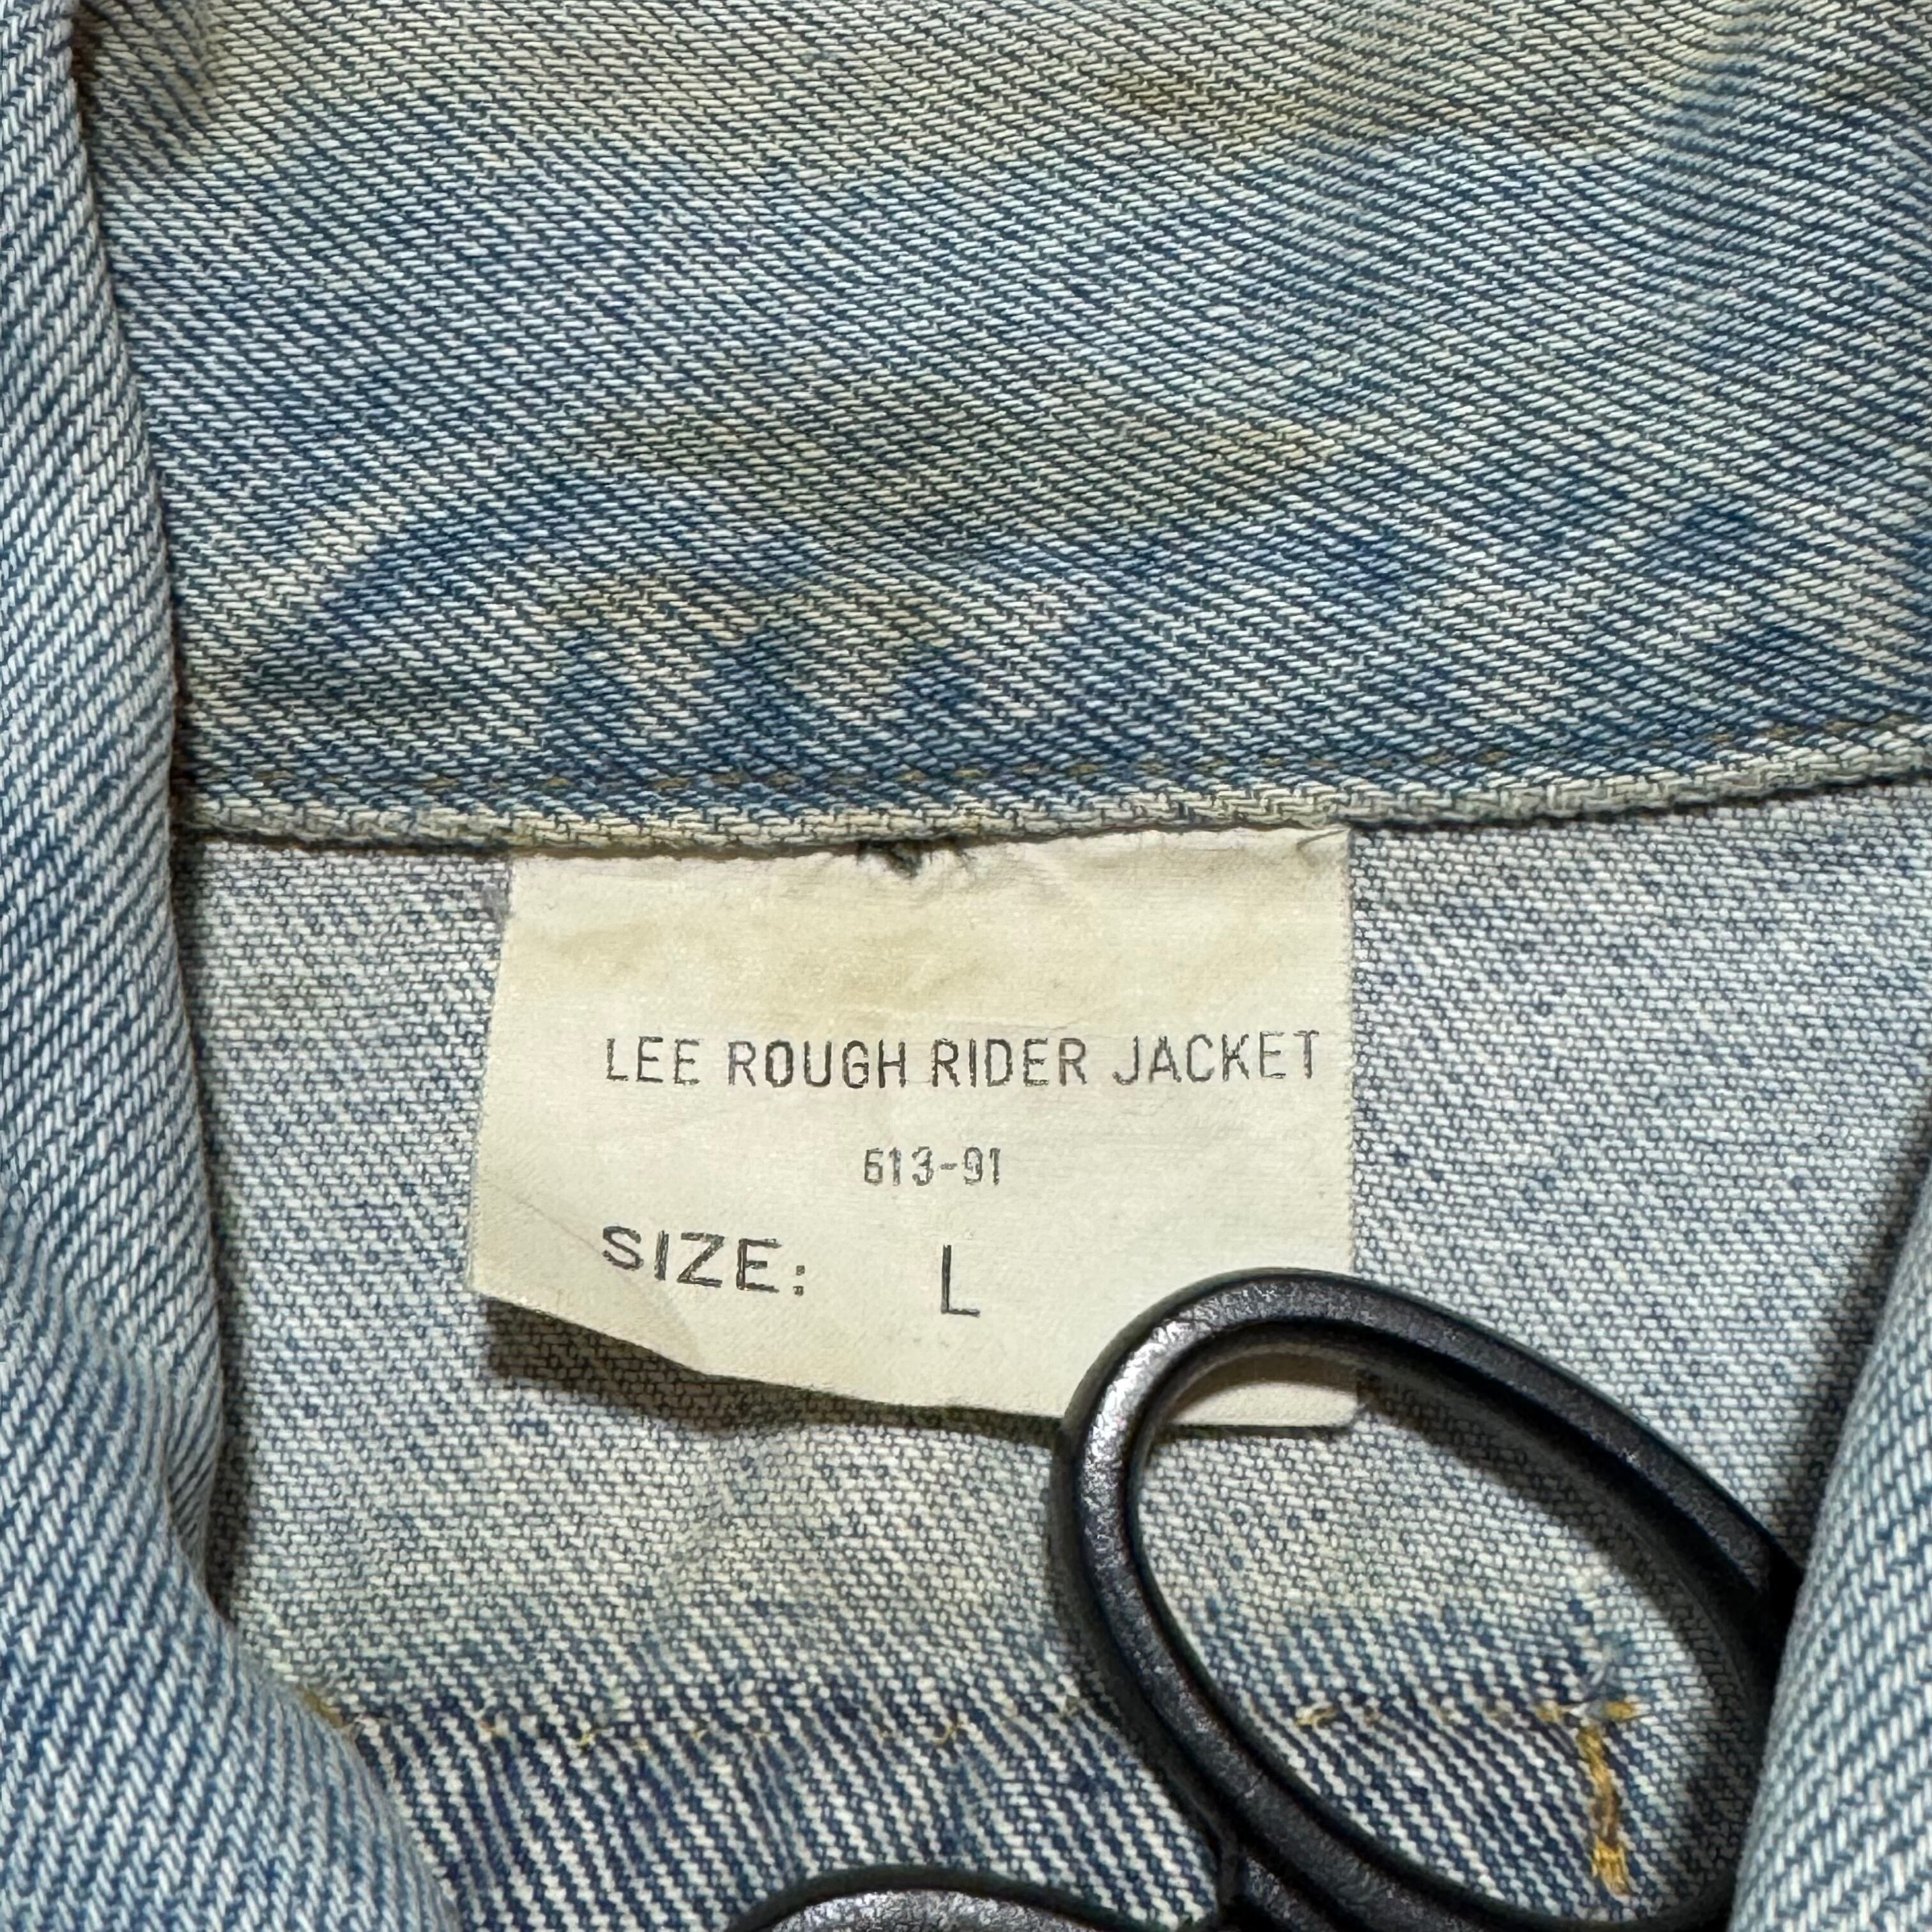 LEE ROUGH RIDER JACKET
613-91
SIZE: L